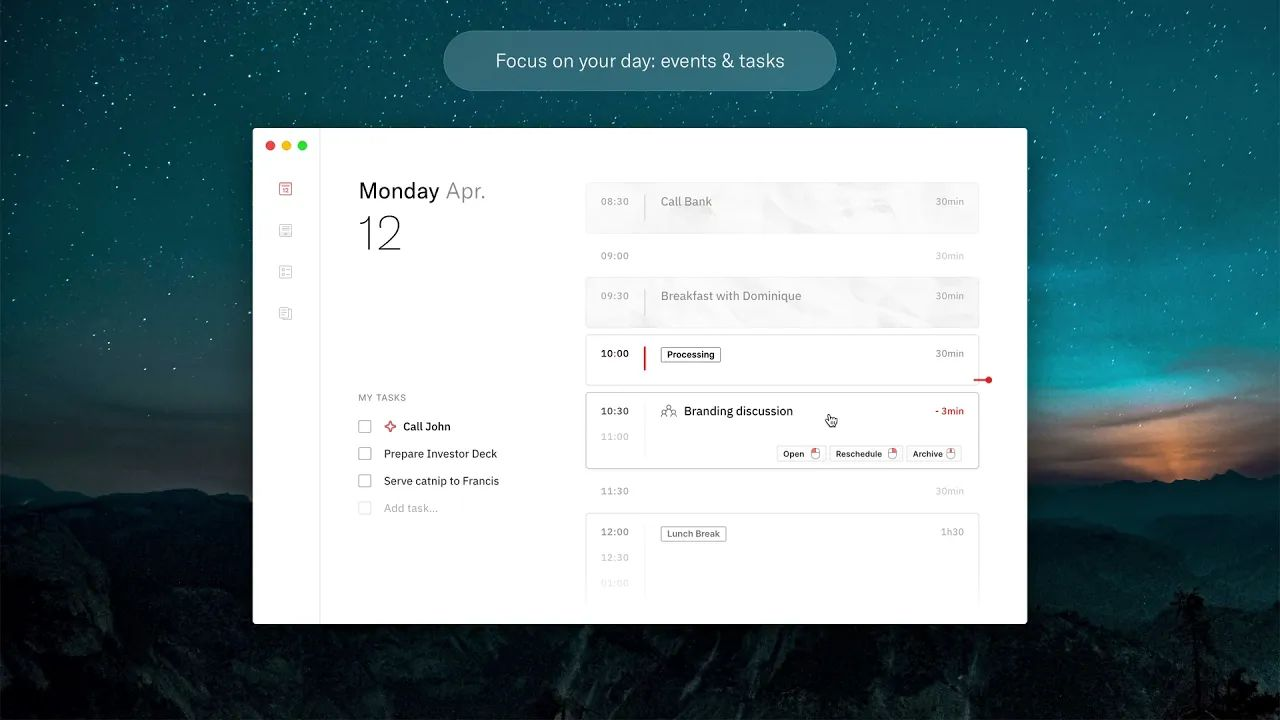 Focus on your day: events & tasks
12
Monday Apr.
12
MY TASKS
Call John
Prepare Investor Deck
Serve catnip to Francis
Add task...
08:30 Call Bank 30min
09:00 30min
09:30 Breakfast with Dominique 30min
10:00 Processing 30min
10:30 Branding discussion - 3min
11:00
Open Reschedule Archive
11:30 30min
12:00 Lunch Break 1h30
12:30
01:00